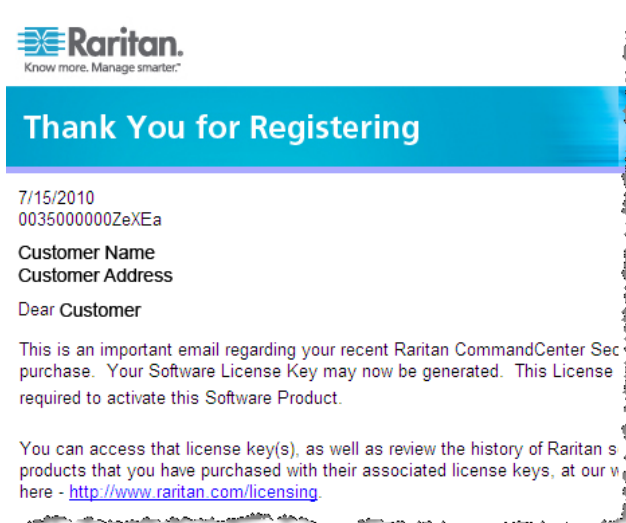 Raritan.
Know more. Manage smarter.™
Thank You for Registering
7/15/2010
0035000000ZeXEa
Customer Name
Customer Address
Dear Customer
This is an important email regarding your recent Raritan CommandCenter Sec
purchase. Your Software License Key may now be generated. This License
required to activate this Software Product.
You can access that license key(s), as well as review the history of Raritan s
products that you have purchased with their associated license keys, at our w
here - http://www.raritan.com/licensing.